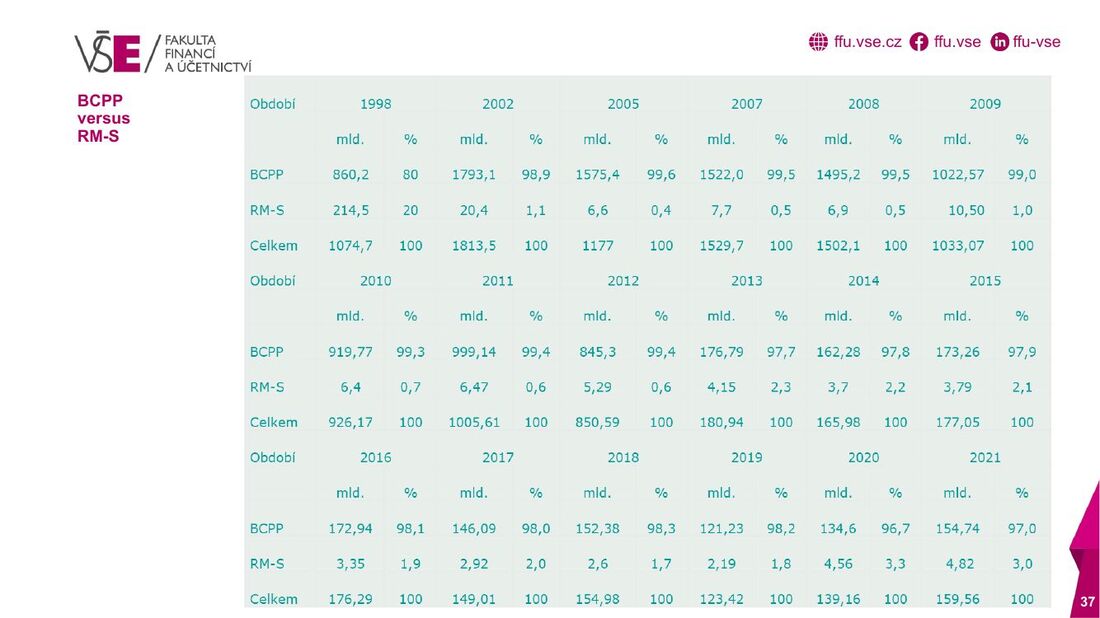 VŠE / FAKULTA
FINANCÍ
A ÚČETNICTVÍ
ffu.vse.cz ffu.vse ffu-vse
BCPP
versus
RM-S
Období 1998 2002 2005 2007 2008 2009
mld. % mld. % mld. % mld. % mld. % mld. %
BCPP 860,2 80 1793,1 98,9 1575,4 99,6 1522,0 99,5 1495,2 99,5 1022,57 99,0
RM-S 214,5 20 20,4 1,1 6,6 0,4 7,7 0,5 6,9 0,5 10,50 1,0
Celkem 1074,7 100 1813,5 100 1177 100 1529,7 100 1502,1 100 1033,07 100
Období 2010 2011 2012 2013 2014 2015
mld. % mld. % mld. % mld. % mld. % mld. %
BCPP 919,77 99,3 999,14 99,4 845,3 99,4 176,79 97,7 162,28 97,8 173,26 97,9
RM-S 6,4 0,7 6,47 0,6 5,29 0,6 4,15 2,3 3,7 2,2 3,79 2,1
Celkem 926,17 100 1005,61 100 850,59 100 180,94 100 165,98 100 177,05 100
Období 2016 2017 2018 2019 2020 2021
mld. % mld. % mld. % mld. % mld. % mld. %
BCPP 172,94 98,1 146,09 98,0 152,38 98,3 121,23 98,2 134,6 96,7 154,74 97,0
RM-S 3,35 1,9 2,92 2,0 2,6 1,7 2,19 1,8 4,56 3,3 4,82 3,0
Celkem 176,29 100 149,01 100 154,98 100 123,42 100 139,16 100 159,56 100
37